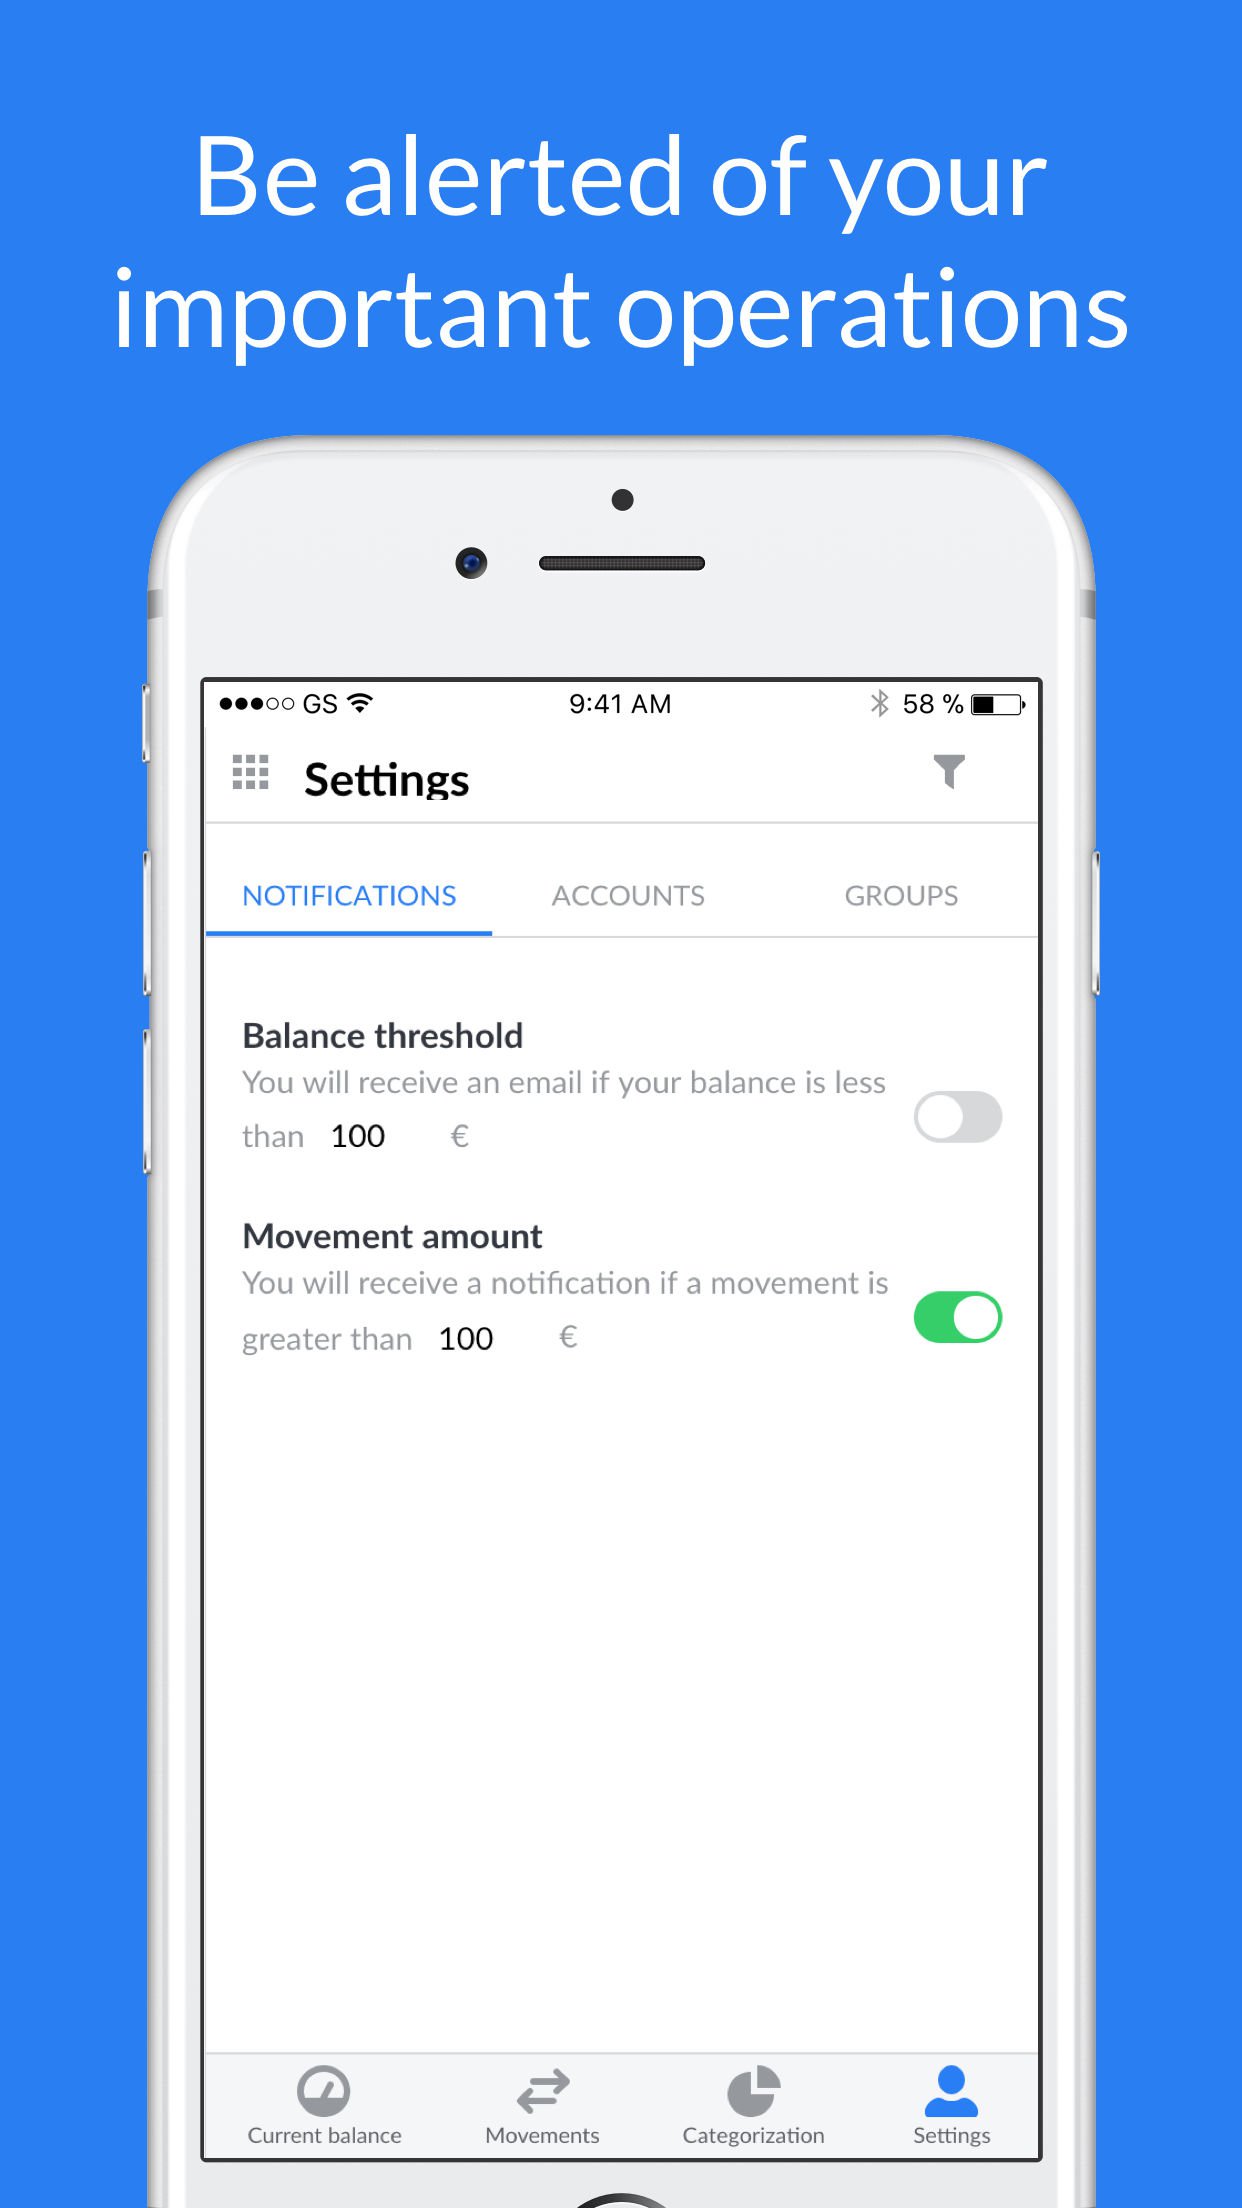 Be alerted of your
important operations
GS 9:41 AM 58 %
Settings
NOTIFICATIONS ACCOUNTS GROUPS
Balance threshold
You will receive an email if your balance is less
than 100 €
Movement amount
You will receive a notification if a movement is
greater than 100 €
Current balance Movements Categorization Settings